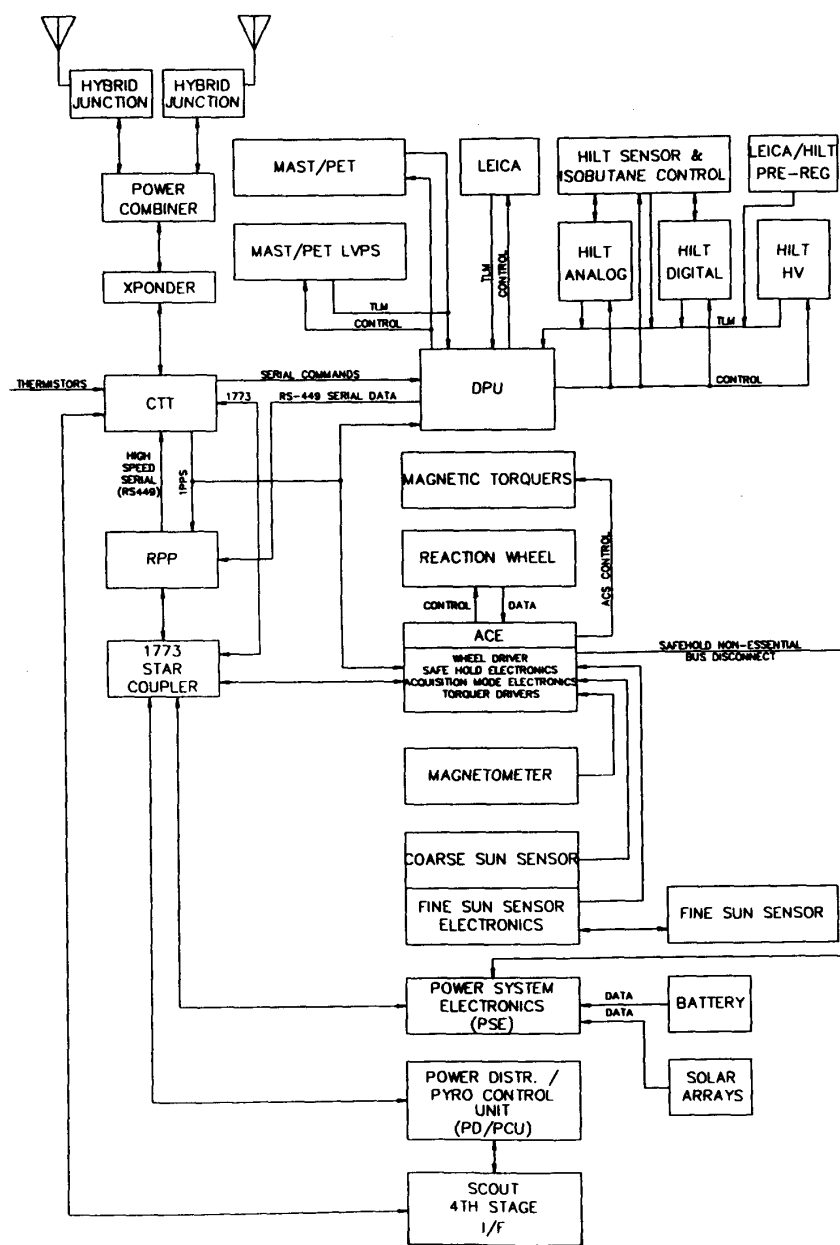 HYBRID
JUNCTION
HYBRID
JUNCTION
POWER
COMBINER
XPONDER
MAST/PET
MAST/PET LVPS
TLM
CONTROL
LEICA
TLM
CONTROL
HILT SENSOR &
ISOBUTANE CONTROL
LEICA/HILT
PRE-REG
HILT
ANALOG
HILT
DIGITAL
HILT
HV
TLM
CONTROL
THERMISTORS
CTT
SERIAL COMMANDS
1773
RS-449 SERIAL DATA
DPU
HIGH
SPEED
SERIAL
(RS449)
1PPS
RPP
1773
STAR
COUPLER
MAGNETIC TORQUERS
REACTION WHEEL
ACS CONTROL
CONTROL
DATA
ACE
WHEEL DRIVER
SAFE HOLD ELECTRONICS
ACQUISITION MODE ELECTRONICS
TORQUER DRIVERS
SAFEHOLD NON-ESSENTIAL
BUS DISCONNECT
MAGNETOMETER
COARSE SUN SENSOR
FINE SUN SENSOR
ELECTRONICS
FINE SUN SENSOR
POWER SYSTEM
ELECTRONICS
(PSE)
DATA
DATA
BATTERY
SOLAR
ARRAYS
POWER DISTR. /
PYRO CONTROL
UNIT
(PD/PCU)
SCOUT
4TH STAGE
I/F